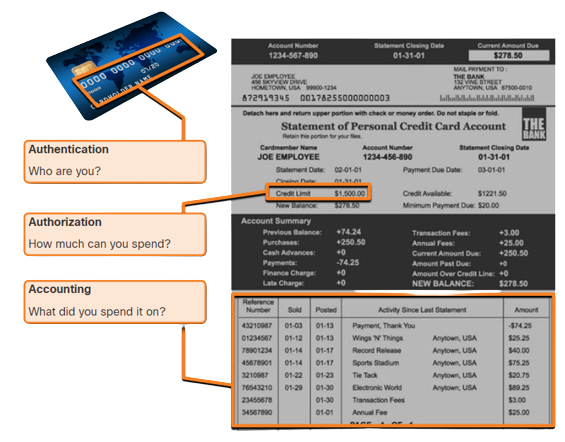 0000 0000 0000 0000
0000
01/20
CARDHOLDER NAME
Authentication
Who are you?
Authorization
How much can you spend?
Accounting
What did you spend it on?
Account Number Statement Closing Date Current Amount Due
1234-567-890 01-31-01 $278.50
JOE EMPLOYEE
456 SKYVIEW DRIVE
HOMETOWN, USA 99900-1234
MAIL PAYMENT TO :
THE BANK
132 VINE STREET
ANYTOWN, USA 67500-0010
872919345 00178255000000003
Detach here and return upper portion with check or money order. Do not staple or fold.
Statement of Personal Credit Card Account
Retain this portion for your files.
THE BANK
Cardmember Name Account Number Statement Closing Date
JOE EMPLOYEE 1234-456-890 01-31-01
Statement Date: 02-01-01 Payment Due Date: 03-01-01
Closing Date: 01-31-01
Credit Limit $1,500.00 Credit Available: $1221.50
New Balance: $278.50 Minimum Payment Due: $20.00
Account Summary
Previous Balance: +74.24 Transaction Fees: +3.00
Purchases: +250.50 Annual Fees: +25.00
Cash Advances: +0 Current Amount Due: +250.50
Payments: -74.25 Amount Past Due: +0
Finance Charge: +0 Amount Over Credit Line: +0
Late Charge: +0 NEW BALANCE: $278.50
Reference Number Sold Posted Activity Since Last Statement Amount
43210987 01-03 01-13 Payment, Thank You -$74.25
01234567 01-12 01-13 Wings 'N' Things Anytown, USA $25.25
78901234 01-14 01-17 Record Release Anytown, USA $40.00
45678901 01-14 01-17 Sports Stadium Anytown, USA $75.25
3210987 01-22 01-23 Tie Tack Anytown, USA $20.75
76543210 01-29 01-30 Electronic World Anytown, USA $89.25
23455678 01-30 Transaction Fees $3.00
34567890 01-01 Annual Fee $25.00